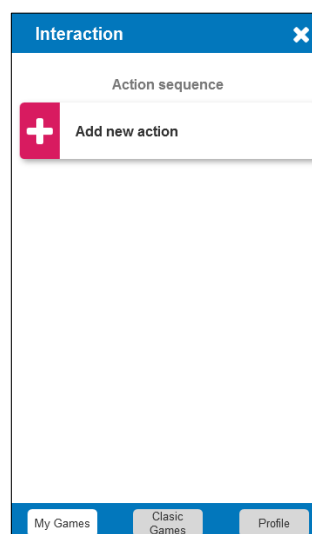 Interaction
Action sequence
Add new action
My Games
Clasic
Games
Profile